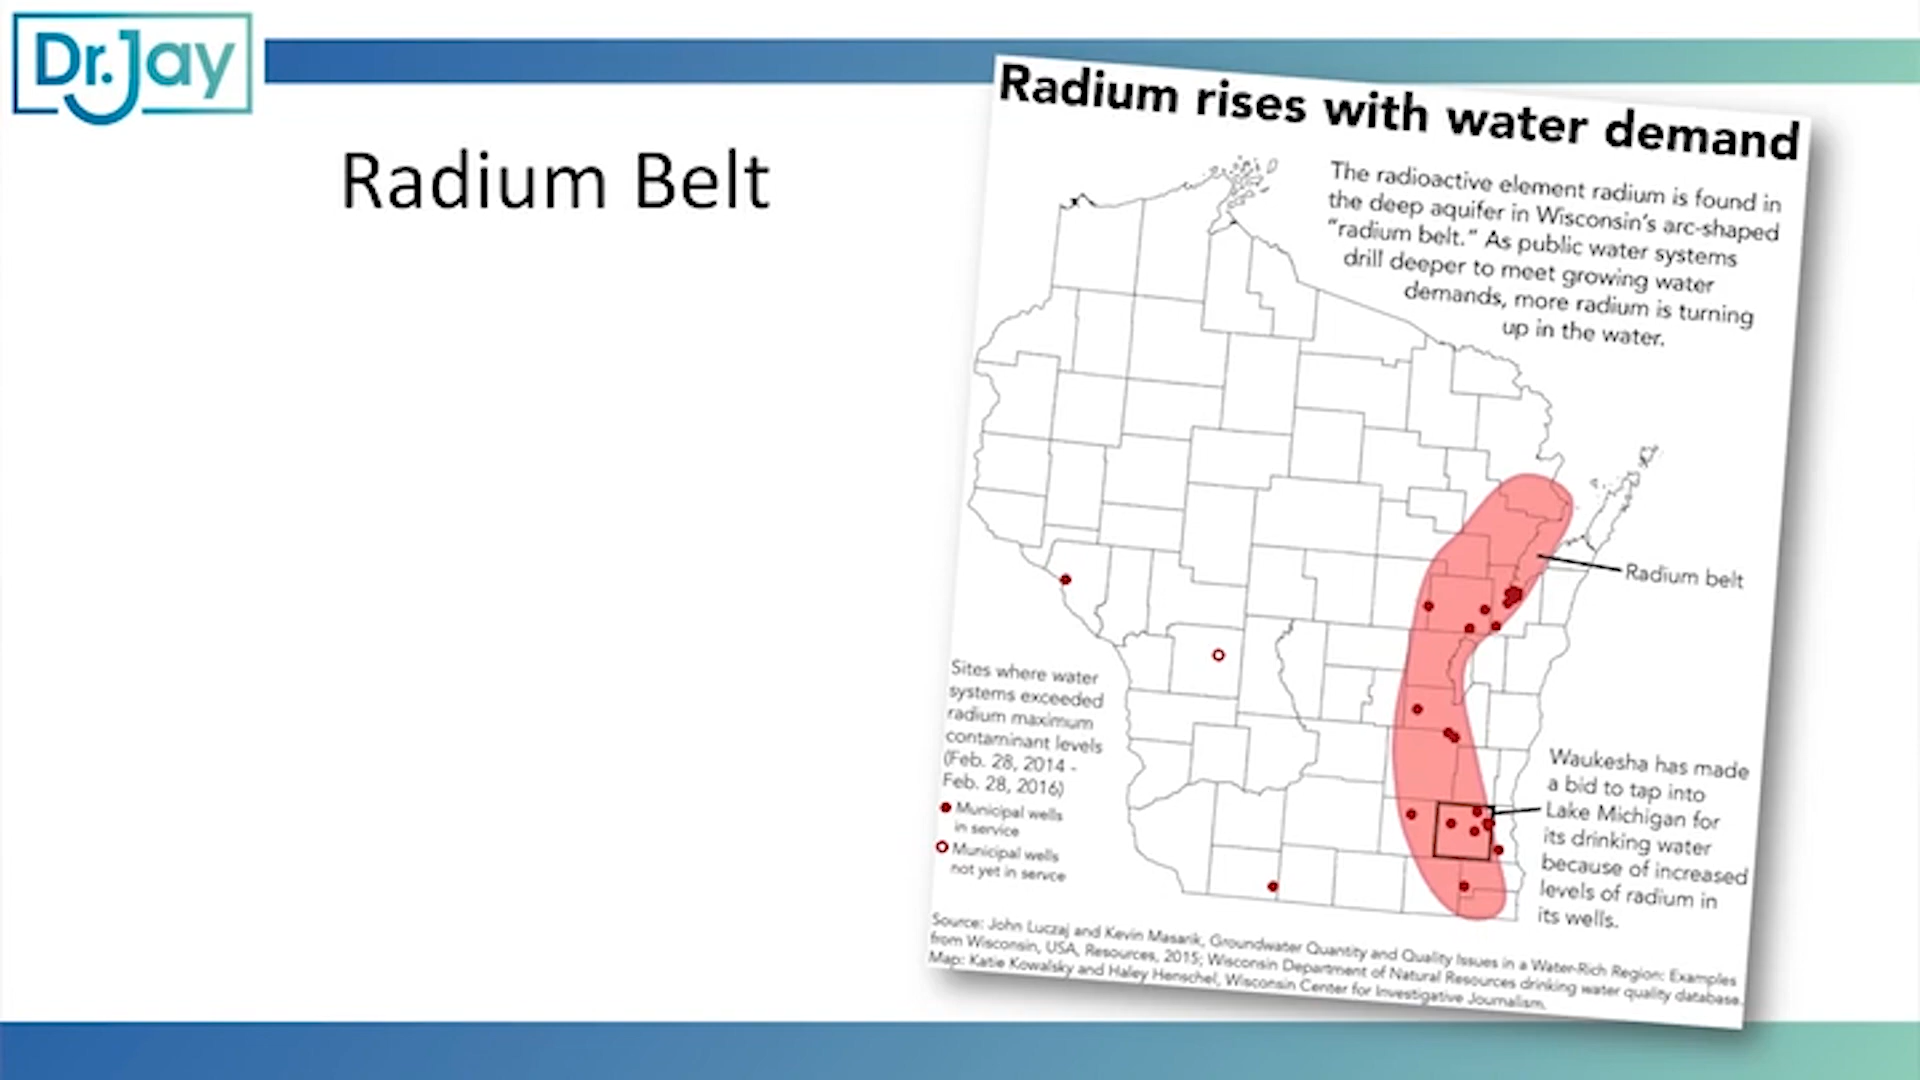 Dr. Jay
Radium Belt
Radium rises with water demand
The radioactive element radium is found in
the deep aquifer in Wisconsin's arc-shaped
"radium belt." As public water systems
drill deeper to meet growing water
demands, more radium is turning
up in the water.
Radium belt
Sites where water
systems exceeded
radium maximum
contaminant levels
(Feb. 28, 2014 -
Feb. 28, 2016)
Municipal wells
in service
Municipal wells
not yet in servce
Waukesha has made
a bid to tap into
Lake Michigan for
its drinking water
because of increased
levels of radium in
its wells.
Source: John Luczaj and Kevin Masarik, Groundwater Quantity and Quality Issues in a Water-Rich Region: Examples
from Wisconsin, USA, Resources, 2015; Wisconsin Department of Natural Resources drinking water quality database.
Map: Katie Kowalsky and Haley Henschel, Wisconsin Center for Investigative Journalism.